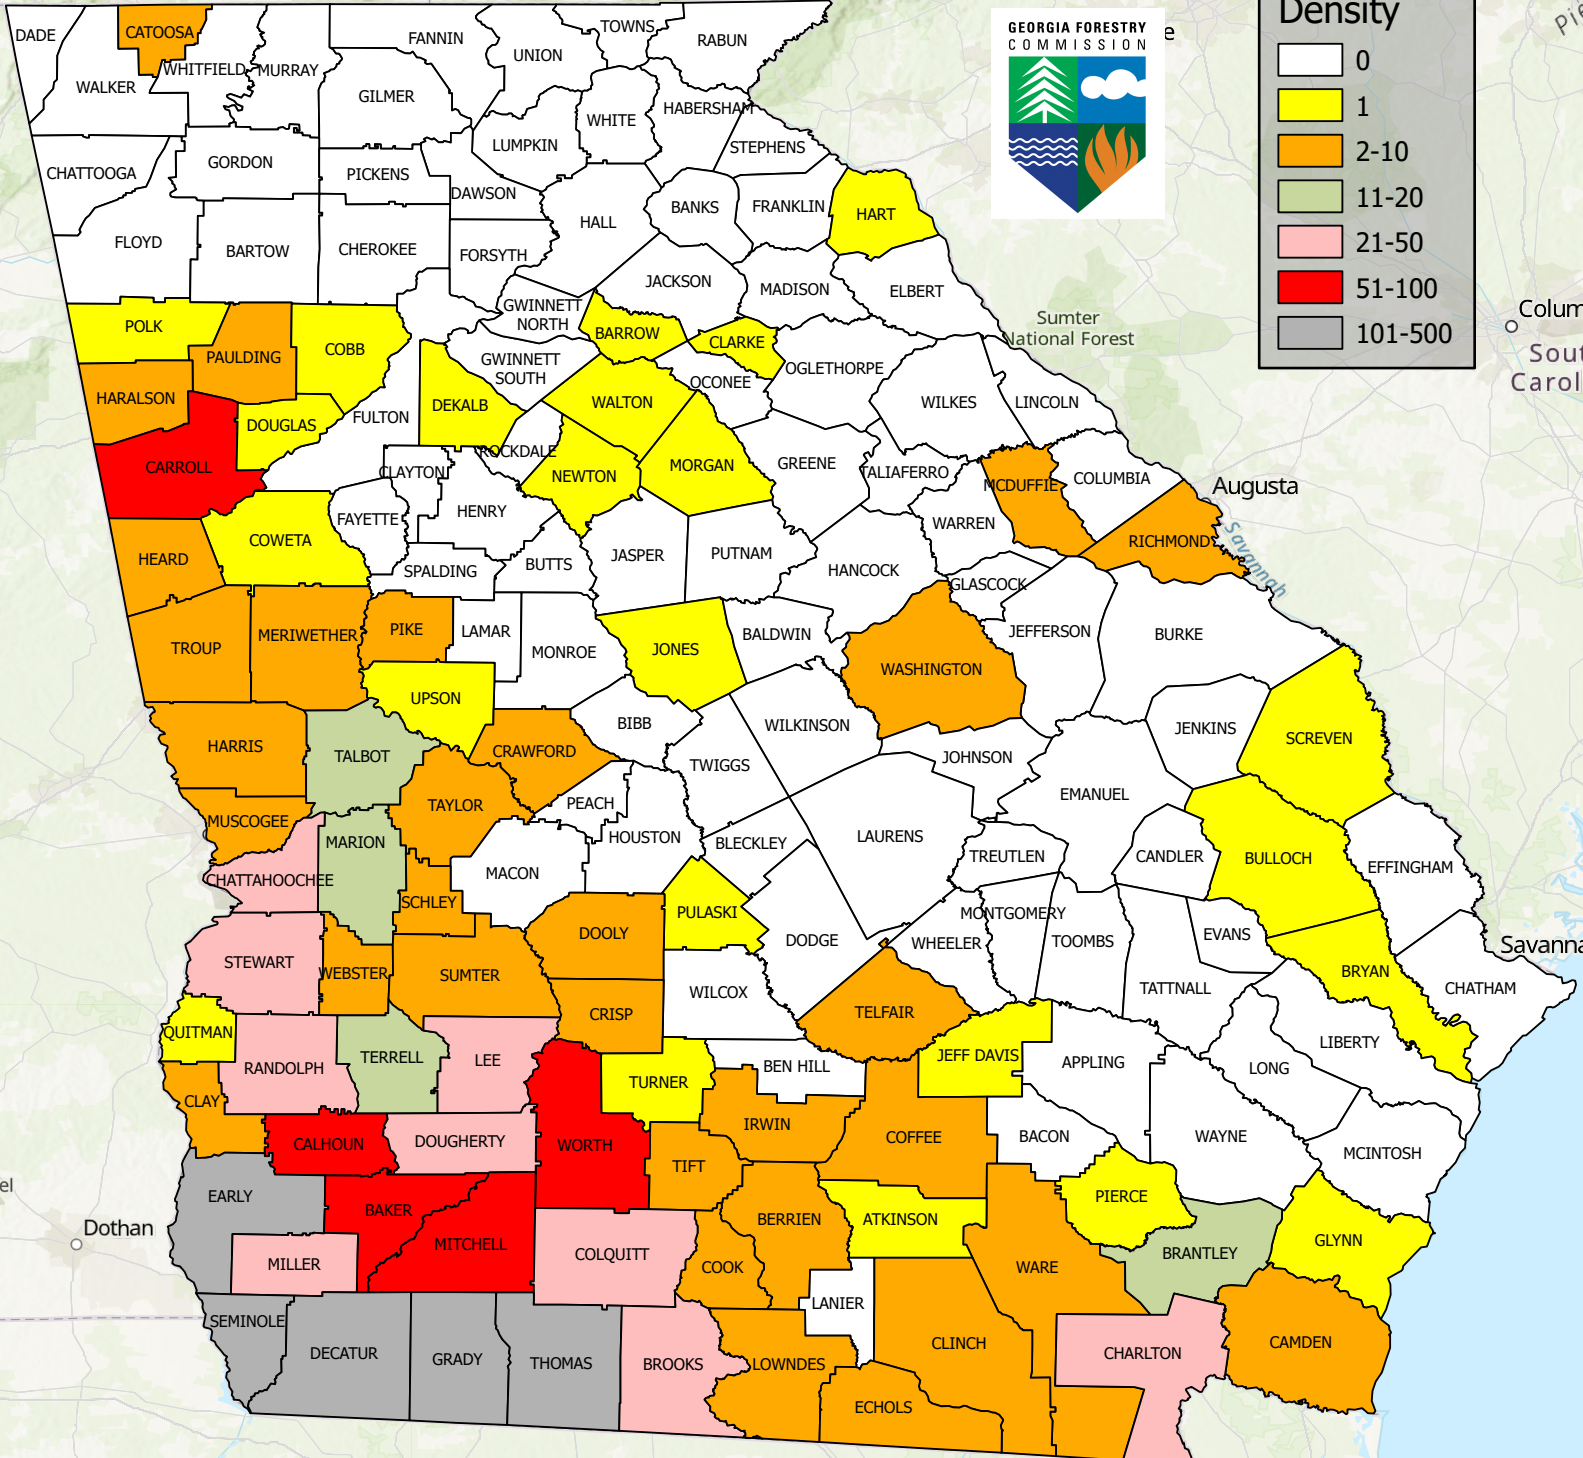 Density
0
1
2-10
11-20
21-50
51-100
101-500
GEORGIA FORESTRY
COMMISSION
e
DADE
CATOOSA
WHITFIELD
MURRAY
WALKER
FANNIN
UNION
TOWNS
RABUN
GILMER
WHITE
HABERSHAM
LUMPKIN
STEPHENS
CHATTOOGA
GORDON
PICKENS
DAWSON
HALL
BANKS
FRANKLIN
HART
FLOYD
BARTOW
CHEROKEE
FORSYTH
JACKSON
MADISON
ELBERT
GWINNETT
NORTH
POLK
PAULDING
COBB
BARROW
CLARKE
Sumter
National Forest
Colum
Sout
Carol
GWINNETT
SOUTH
OCONEE
OGLETHORPE
HARALSON
DOUGLAS
FULTON
DEKALB
WALTON
WILKES
LINCOLN
CARROLL
CLAYTON
ROCKDALE
NEWTON
MORGAN
GREENE
TALIAFERRO
MCDUFFIE
COLUMBIA
Augusta
FAYETTE
HENRY
WARREN
RICHMOND
Savannah
HEARD
COWETA
SPALDING
BUTTS
JASPER
PUTNAM
HANCOCK
GLASCOCK
TROUP
MERIWETHER
PIKE
LAMAR
MONROE
JONES
BALDWIN
WASHINGTON
JEFFERSON
BURKE
UPSON
HARRIS
TALBOT
CRAWFORD
BIBB
TWIGGS
WILKINSON
JOHNSON
JENKINS
SCREVEN
MUSCOGEE
TAYLOR
PEACH
HOUSTON
BLECKLEY
LAURENS
EMANUEL
CHATTAHOOCHEE
MARION
SCHLEY
MACON
PULASKI
TREUTLEN
CANDLER
BULLOCH
EFFINGHAM
STEWART
WEBSTER
SUMTER
DOOLY
DODGE
WHEELER
MONTGOMERY
TOOMBS
EVANS
Savanna
BRYAN
CRISP
WILCOX
TELFAIR
TATTNALL
CHATHAM
QUITMAN
RANDOLPH
TERRELL
LEE
TURNER
BEN HILL
JEFF DAVIS
APPLING
LONG
LIBERTY
CLAY
CALHOUN
DOUGHERTY
WORTH
TIFT
IRWIN
COFFEE
BACON
WAYNE
MCINTOSH
el
EARLY
BAKER
Dothan
MITCHELL
MILLER
COLQUITT
COOK
BERRIEN
ATKINSON
PIERCE
WARE
BRANTLEY
GLYNN
LANIER
SEMINOLE
DECATUR
GRADY
THOMAS
BROOKS
LOWNDES
CLINCH
CHARLTON
CAMDEN
ECHOLS